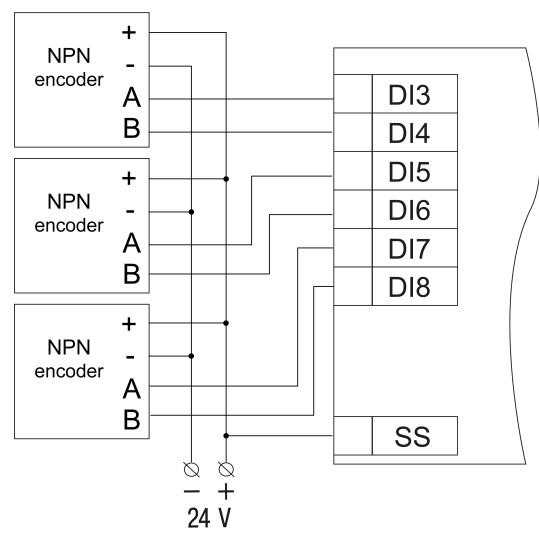 NPN
encoder
+
-
A
B
NPN
encoder
+
-
A
B
NPN
encoder
+
-
A
B
DI3
DI4
DI5
DI6
DI7
DI8
SS
− +
24 V